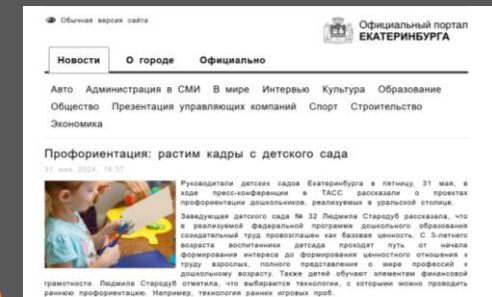 Обычная версия сайта
Официальный портал
ЕКАТЕРИНБУРГА
Новости О городе Официально
Авто Администрация в СМИ В мире Интервью Культура Образование
Общество Презентация управляющих компаний Спорт Строительство
Экономика
Профориентация: растим кадры с детского сада
31 мая 2024, 16:37
Руководители детских садов Екатеринбурга в пятницу, 31 мая, в
ходе пресс-конференции в ТАСС рассказали о проектах
профориентации дошкольников, реализуемых в уральской столице.
Заведующая детского сада № 32 Людмила Стародуб рассказала, что
в реализуемой федеральной программе дошкольного образования
созидательный труд провозглашен как базовая ценность. С 3-летнего
возраста воспитанники детсада проходят путь от начала
формирования интереса до формирования ценностного отношения к
труду взрослых, полного представления о мире профессий к
дошкольному возрасту. Также детей обучают элементам финансовой
грамотности. Людмила Стародуб отметила, что выбираются технологии, с которыми можно проводить
раннюю профориентацию. Например, технология ранних игровых проб.